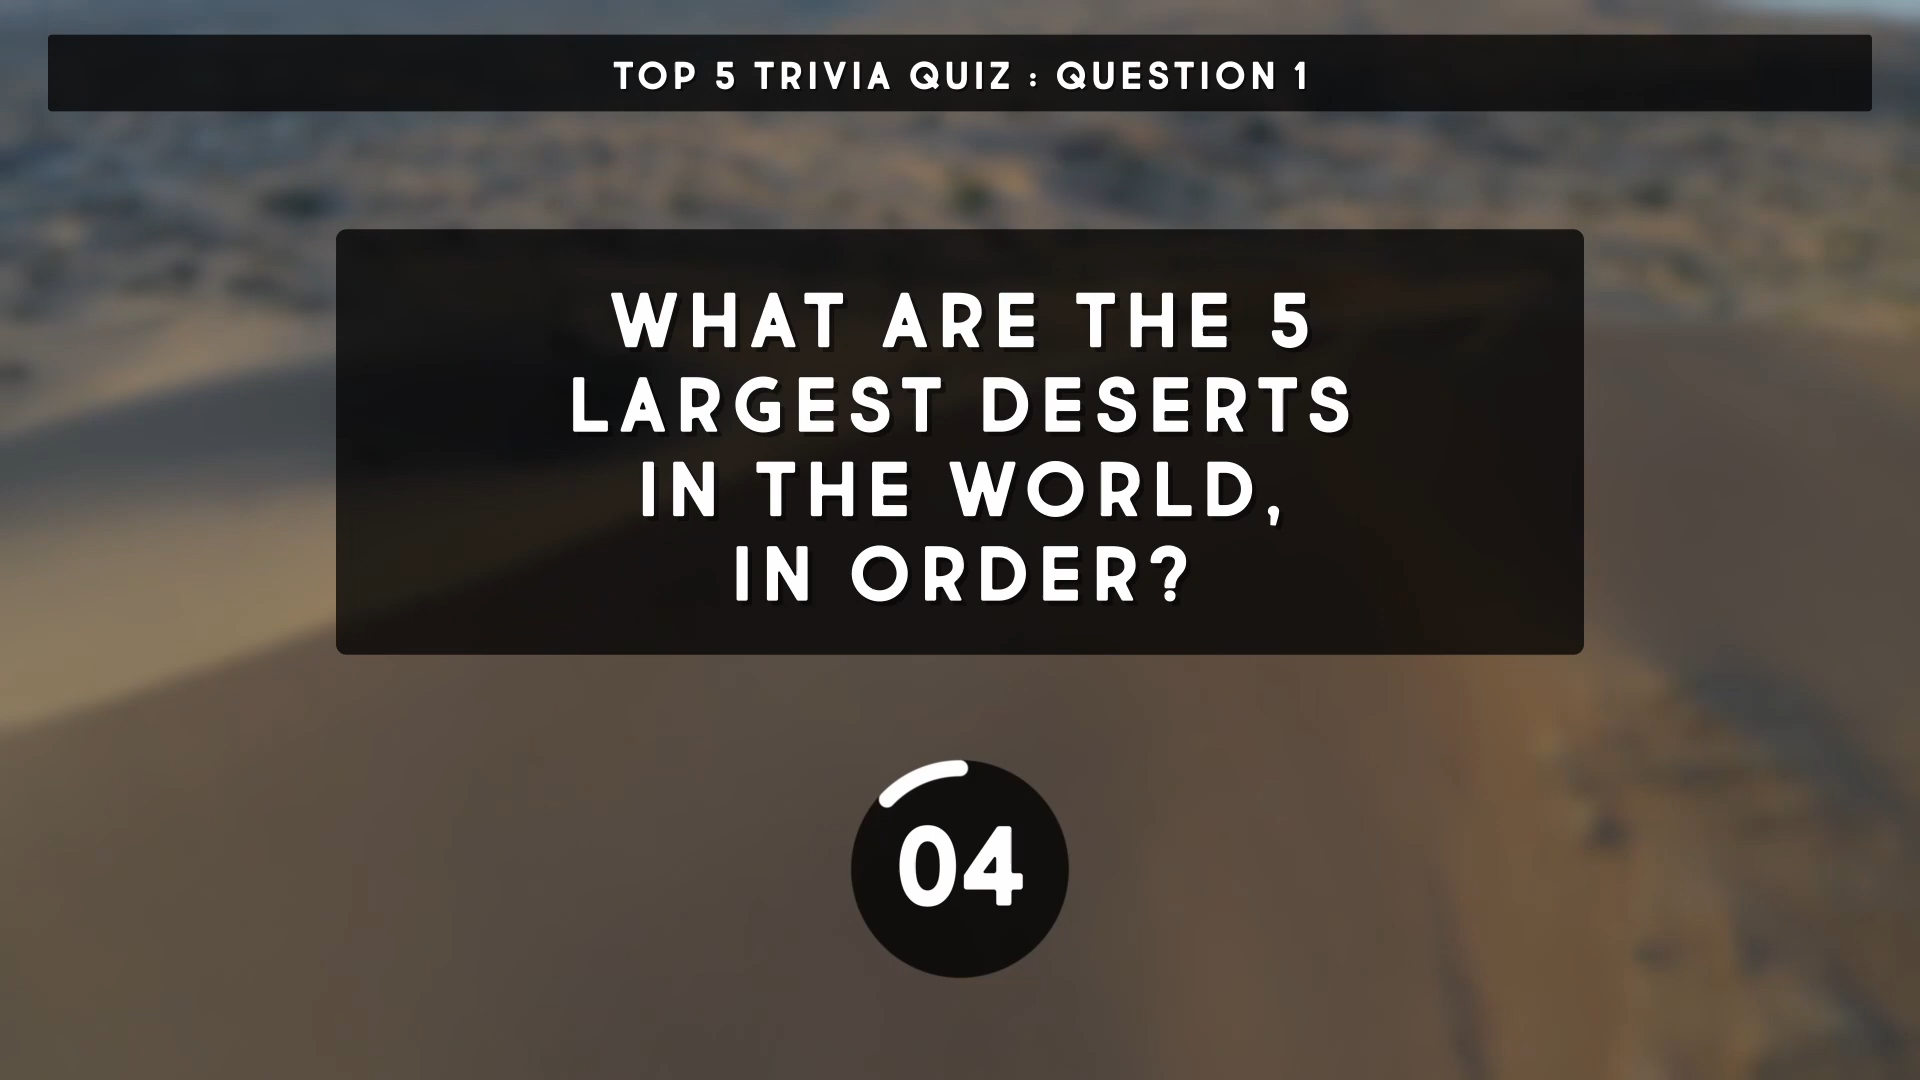 TOP 5 TRIVIA QUIZ : QUESTION 1
WHAT ARE THE 5
LARGEST DESERTS
IN THE WORLD,
IN ORDER?
04